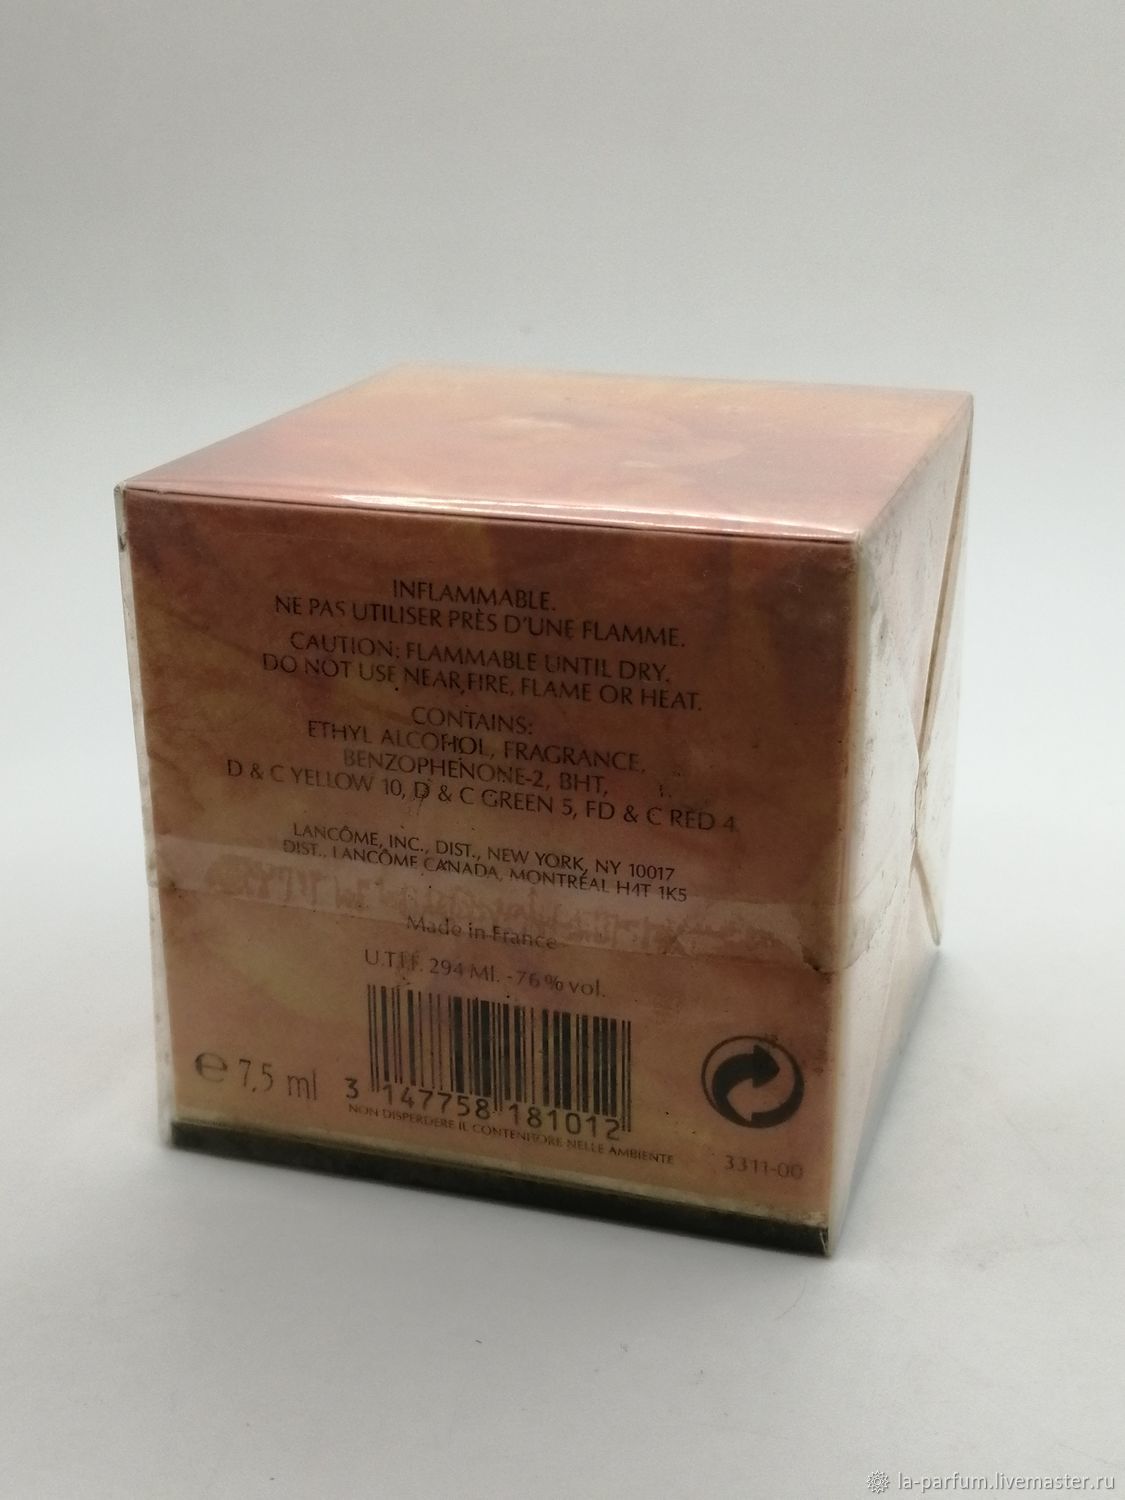 INFLAMMABLE.
NE PAS UTILISER PRÈS D'UNE FLAMME.
CAUTION: FLAMMABLE UNTIL DRY.
DO NOT USE NEAR FIRE, FLAME OR HEAT.
CONTAINS:
ETHYL ALCOHOL, FRAGRANCE,
BENZOPHENONE-2, BHT,
D & C YELLOW 10, D & C GREEN 5, FD & C RED 4
LANCÔME, INC., DIST., NEW YORK, NY 10017
DIST., LANCÔME CANADA, MONTRÉAL H4T 1K5
Made in France
294 Ml. - 76 % vol.
℮ 7,5 ml
3 147758 181012
NON DISPERDERE IL CONTENITORE NELLE AMBIENTE
3311-00
la-parfum.livemaster.ru